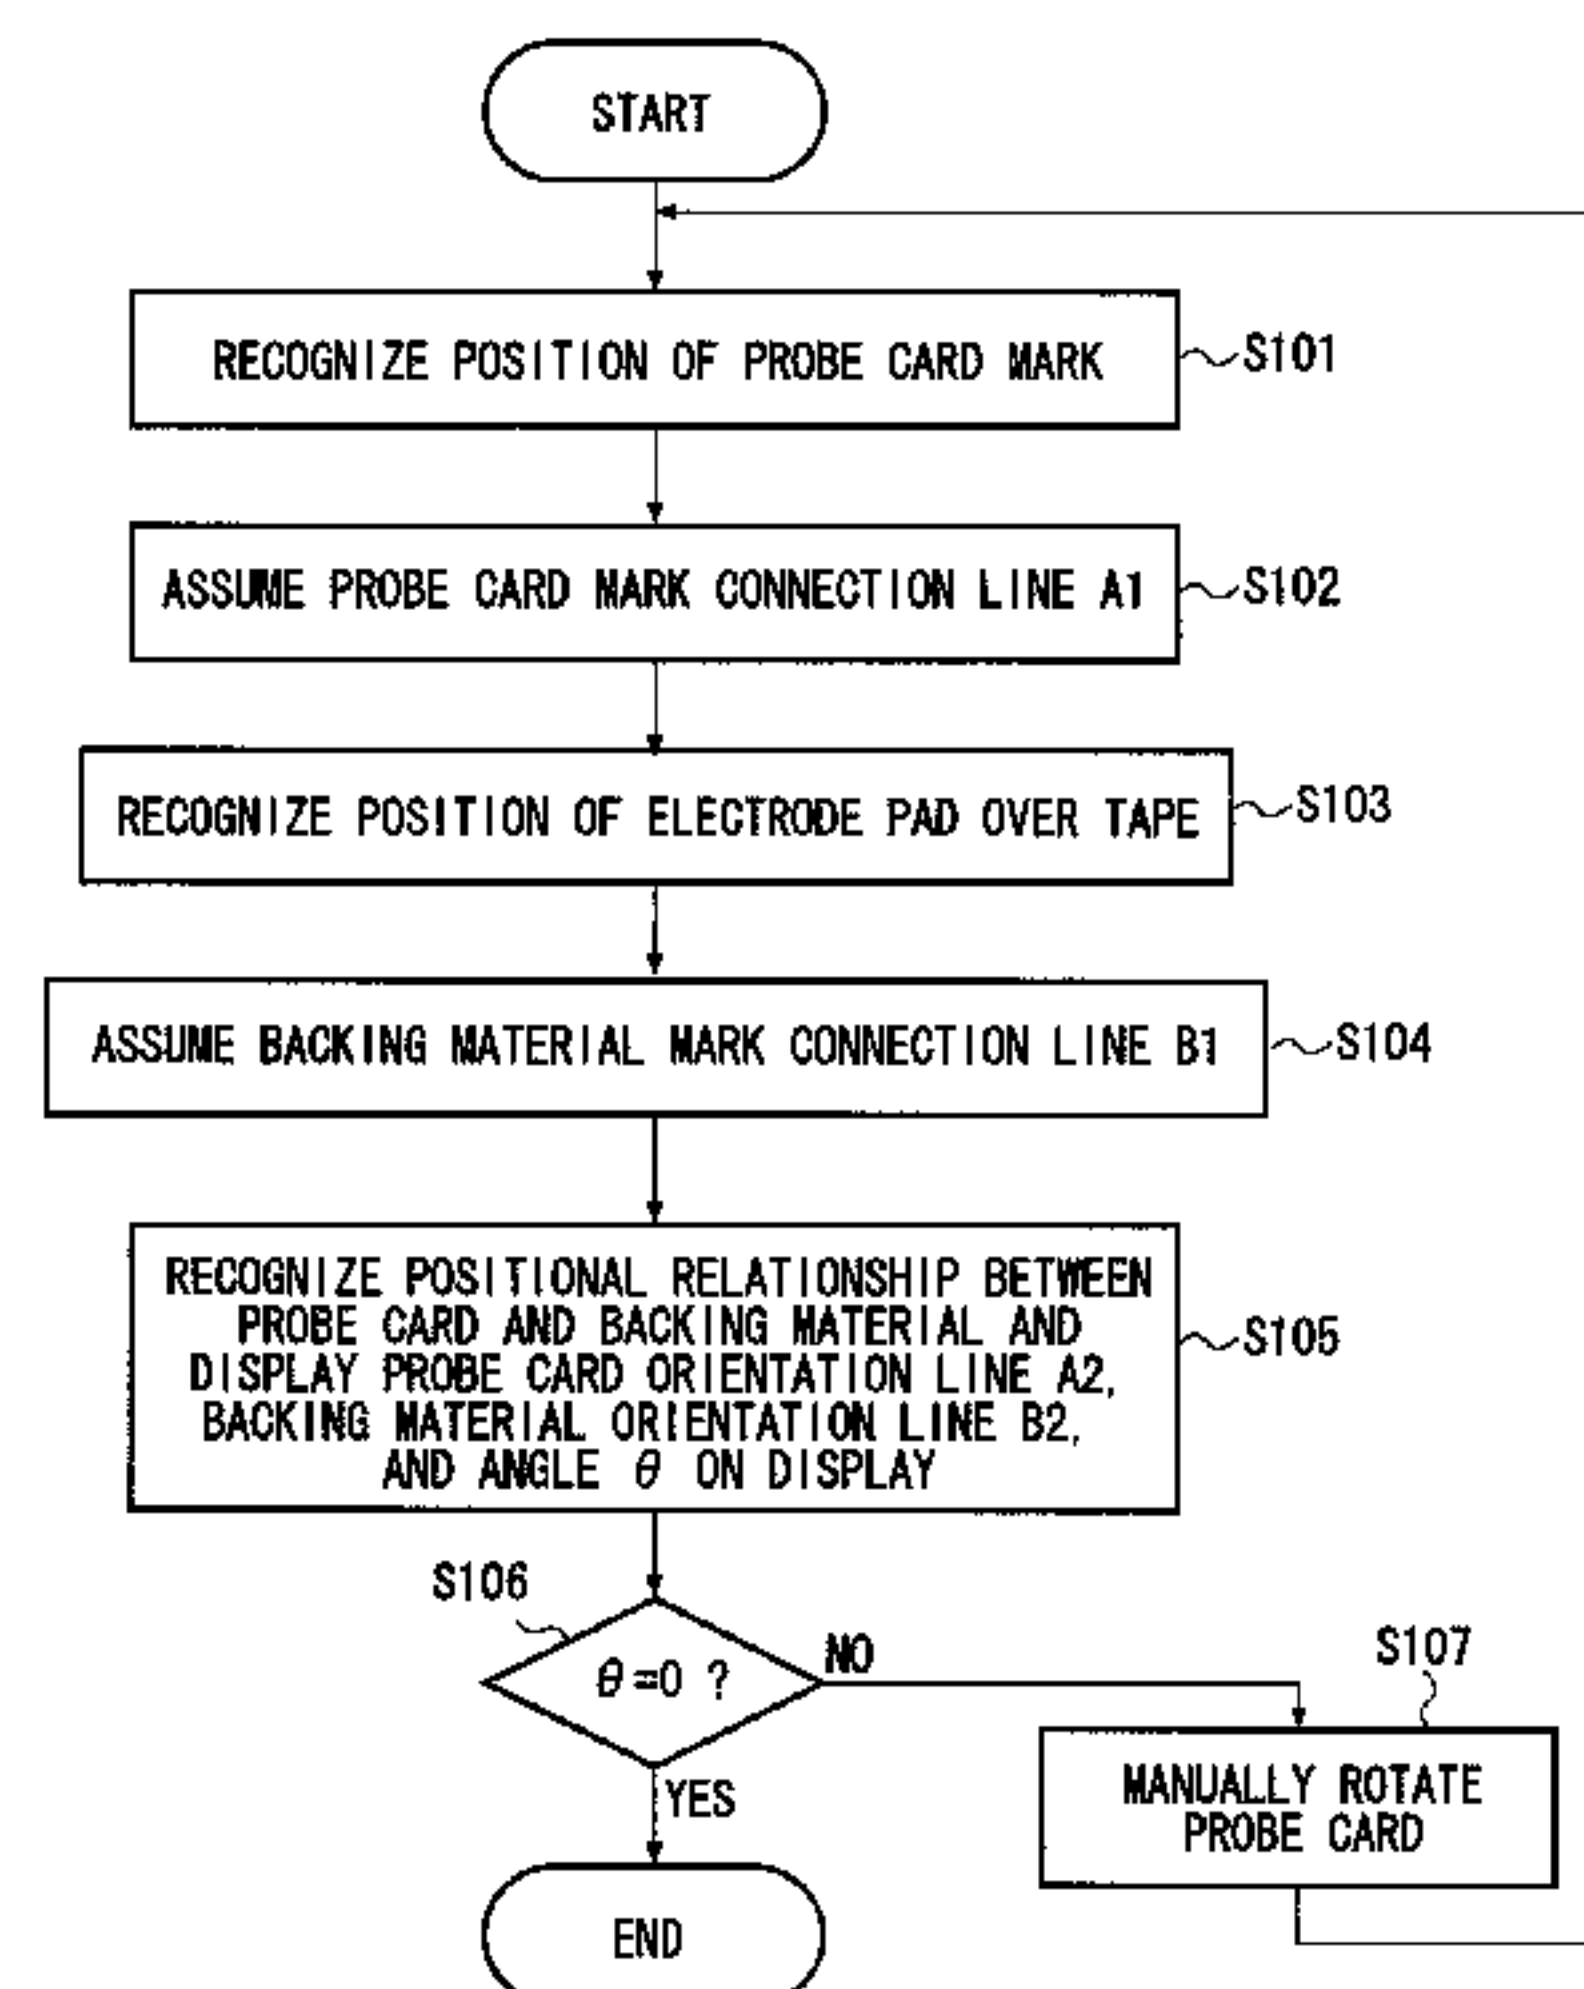 START
RECOGNIZE POSITION OF PROBE CARD MARK
S101
ASSUME PROBE CARD MARK CONNECTION LINE A1
S102
RECOGNIZE POSITION OF ELECTRODE PAD OVER TAPE
S103
ASSUME BACKING MATERIAL MARK CONNECTION LINE B1
S104
RECOGNIZE POSITIONAL RELATIONSHIP BETWEEN
PROBE CARD AND BACKING MATERIAL AND
DISPLAY PROBE CARD ORIENTATION LINE A2,
BACKING MATERIAL ORIENTATION LINE B2,
AND ANGLE θ ON DISPLAY
S105
S106
θ=0 ?
NO
S107
MANUALLY ROTATE
PROBE CARD
YES
END